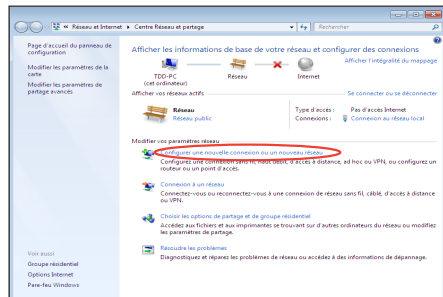 « Réseau et Internet ▸ Centre Réseau et partage
Rechercher
Page d'accueil du panneau de
configuration
Modifier les paramètres de la
carte
Modifier les paramètres de
partage avancés
Voir aussi
Groupe résidentiel
Options Internet
Pare-feu Windows
Afficher les informations de base de votre réseau et configurer des connexions
Afficher l'intégralité du mappage
TDD-PC
(cet ordinateur)
Réseau
Internet
Afficher vos réseaux actifs
Se connecter ou se déconnecter
Réseau
Réseau public
Type d'accès : Pas d'accès Internet
Connexions : Connexion au réseau local
Modifier vos paramètres réseau
Configurer une nouvelle connexion ou un nouveau réseau
Configurez une connexion sans fil, haut débit, d'accès à distance, ad hoc ou VPN, ou configurez un
routeur ou un point d'accès.
Connexion à un réseau
Connectez-vous ou reconnectez-vous à une connexion de réseau sans fil, câblé, d'accès à distance
ou VPN.
Choisir les options de partage et de groupe résidentiel
Accédez aux fichiers et aux imprimantes se trouvant sur d'autres ordinateurs du réseau ou modifiez
les paramètres de partage.
Résoudre les problèmes
Diagnostiquez et réparez les problèmes de réseau ou accédez à des informations de dépannage.